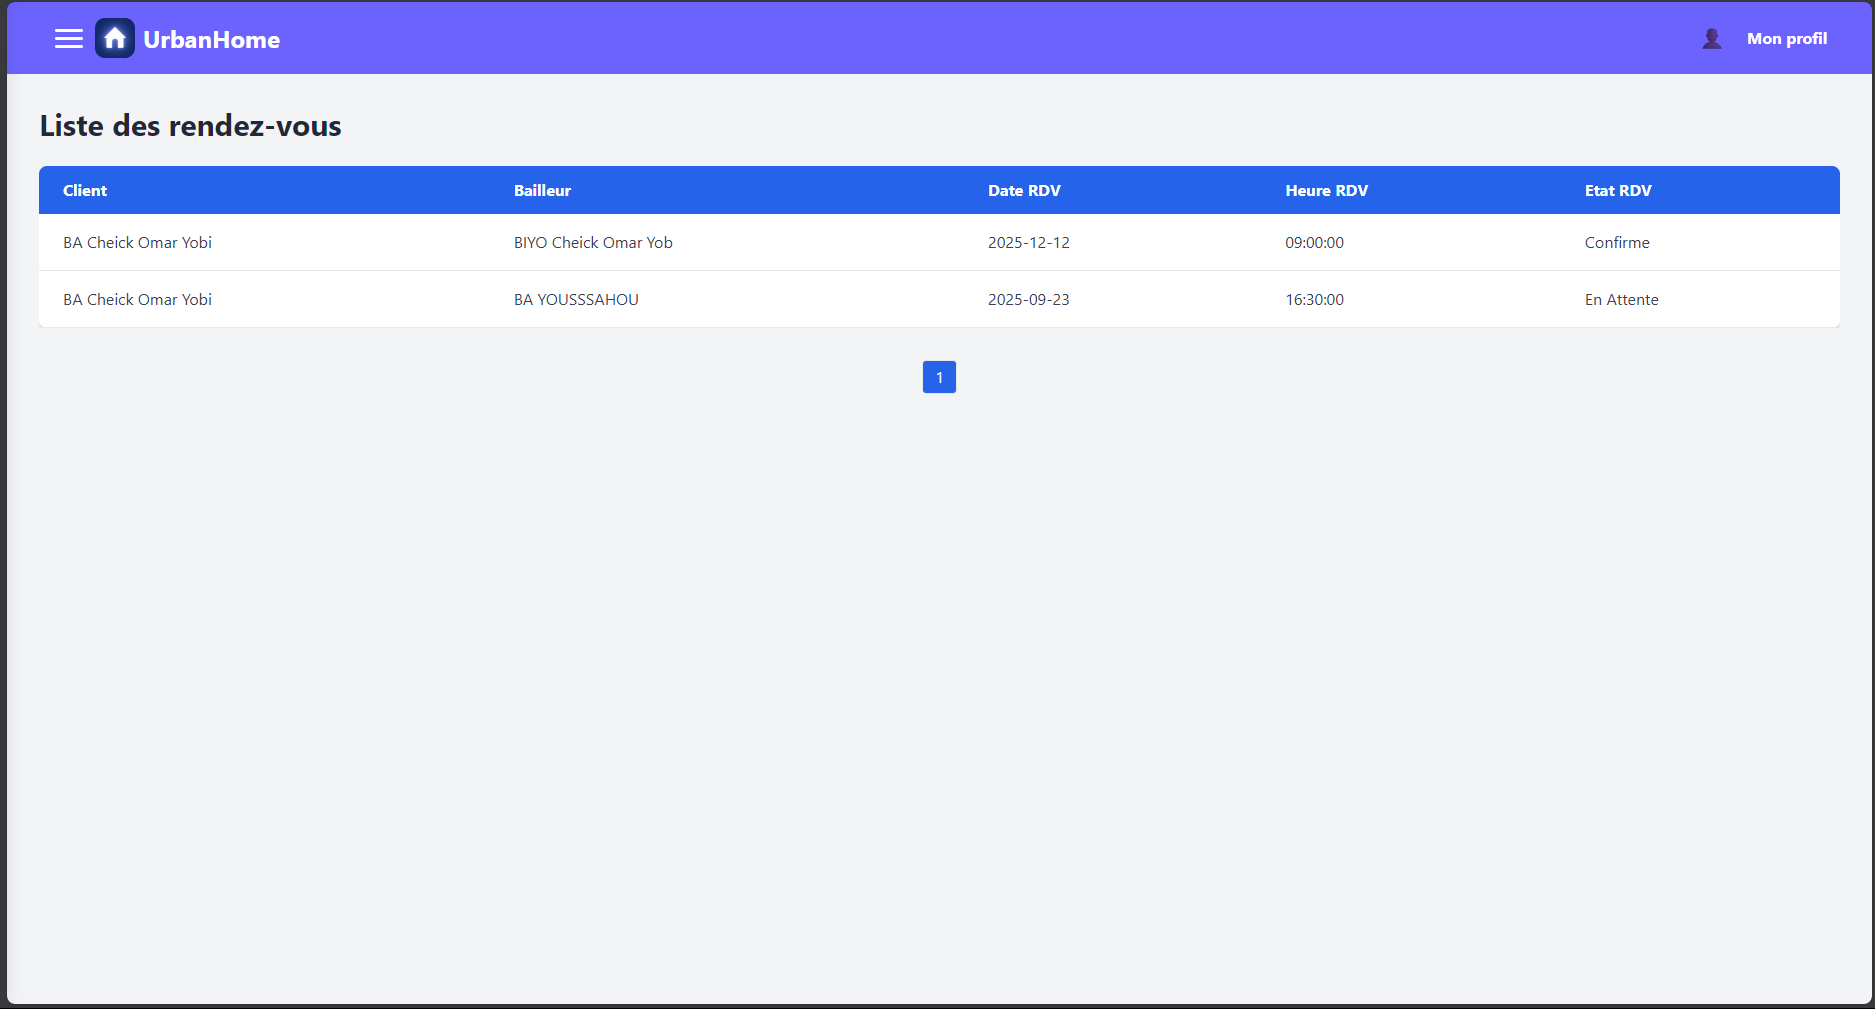 UrbanHome
Mon profil
Liste des rendez-vous
Client Bailleur Date RDV Heure RDV Etat RDV
BA Cheick Omar Yobi BIYO Cheick Omar Yob 2025-12-12 09:00:00 Confirme
BA Cheick Omar Yobi BA YOUSSSAHOU 2025-09-23 16:30:00 En Attente
1